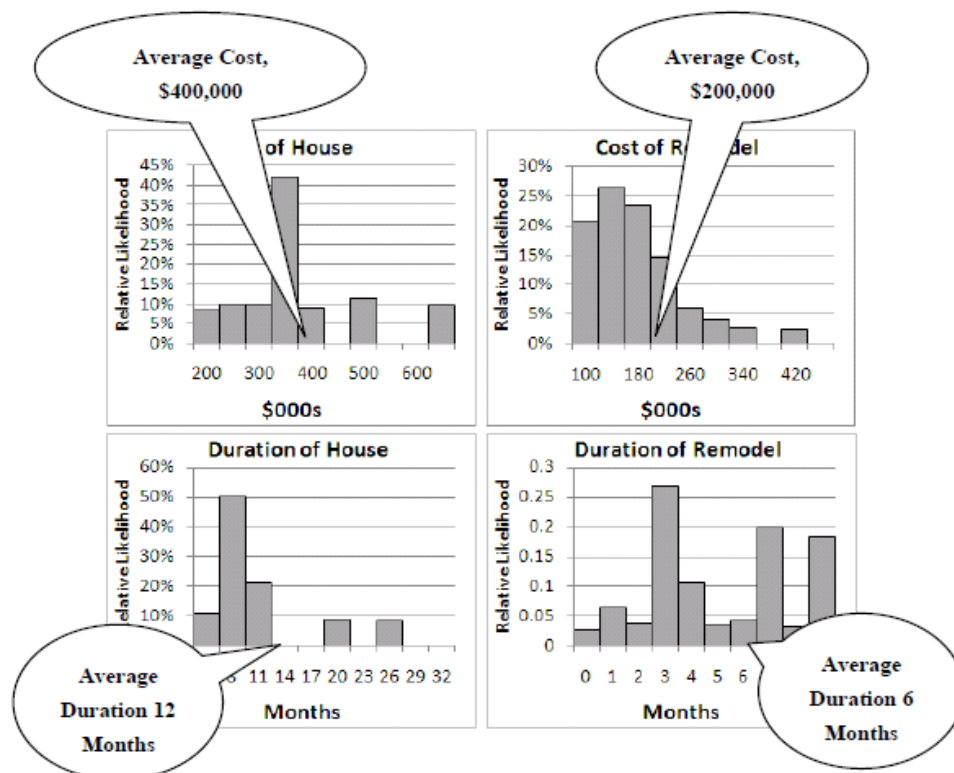 Average Cost,
$400,000
Average Cost,
$200,000
of House
45%
40%
35%
30%
25%
20%
15%
10%
5%
0%
Relative Likelihood
200 300 400 500 600
$000s
Cost of Remodel
30%
25%
20%
15%
10%
5%
0%
Relative Likelihood
100 180 260 340 420
$000s
Duration of House
60%
50%
40%
30%
20%
10%
Relative Likelihood
11 14 17 20 23 26 29 32
Months
Average
Duration 12
Months
Duration of Remodel
0.3
0.25
0.2
0.15
0.1
0.05
0
Relative Likelihood
0 1 2 3 4 5 6
Months
Average
Duration 6
Months